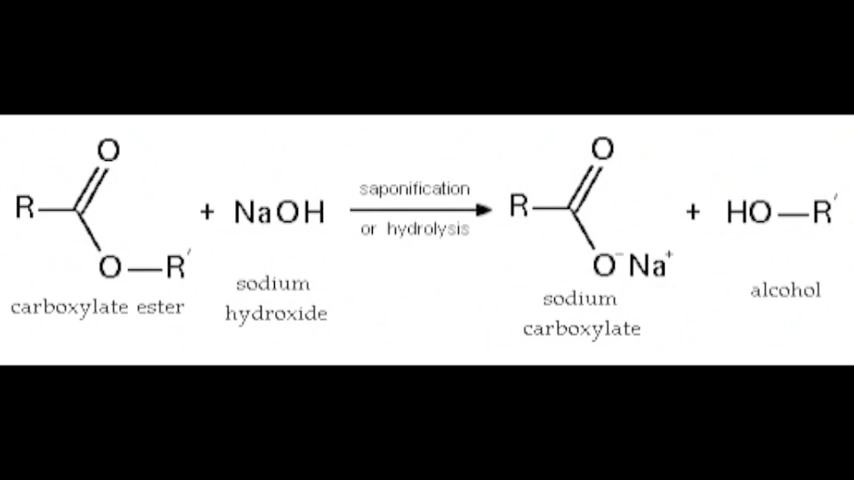 O
R
O—R′
carboxylate ester
+
NaOH
sodium
hydroxide
saponification
or hydrolysis
O
R
O⁻Na⁺
sodium
carboxylate
+
HO—R′
alcohol